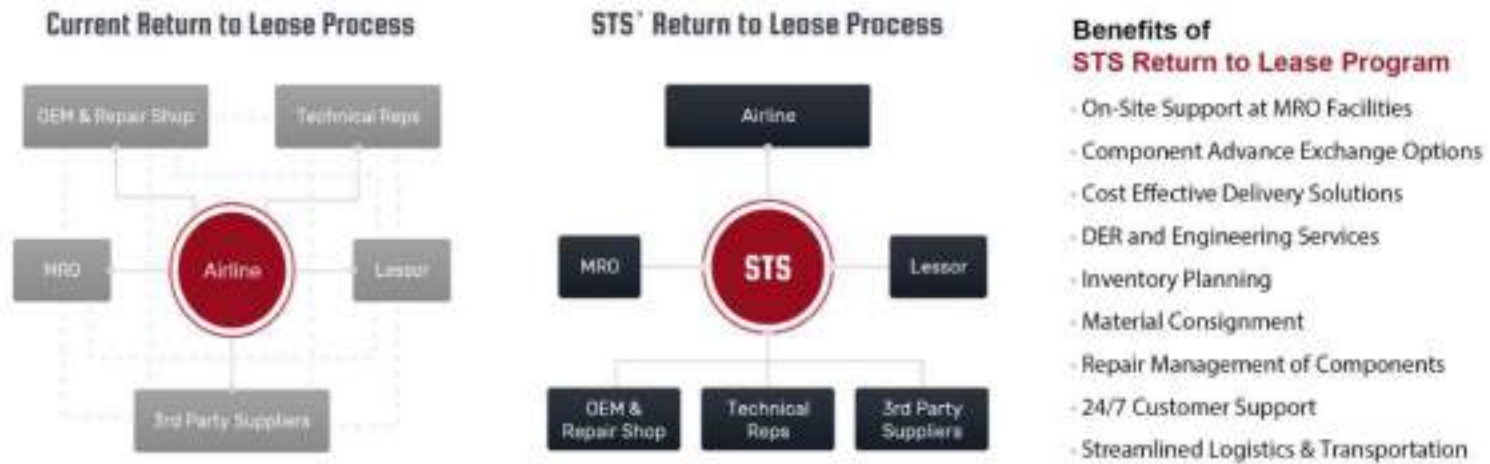 Current Return to Lease Process
OEM & Repair Shop
Technical Reps
MRO
Airline
Lessor
3rd Party Suppliers
STS' Return to Lease Process
Airline
MRO
STS
Lessor
OEM &
Repair Shop
Technical
Reps
3rd Party
Suppliers
Benefits of
STS Return to Lease Program
- On-Site Support at MRO Facilities
- Component Advance Exchange Options
- Cost Effective Delivery Solutions
- DER and Engineering Services
- Inventory Planning
- Material Consignment
- Repair Management of Components
- 24/7 Customer Support
- Streamlined Logistics & Transportation